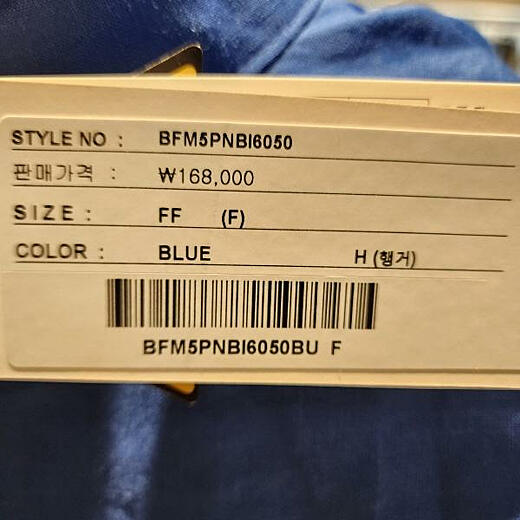 STYLE NO : BFM5PNBI6050
판매가격 : ₩168,000
SIZE : FF (F)
COLOR : BLUE H (행거)
BFM5PNBI6050BU F